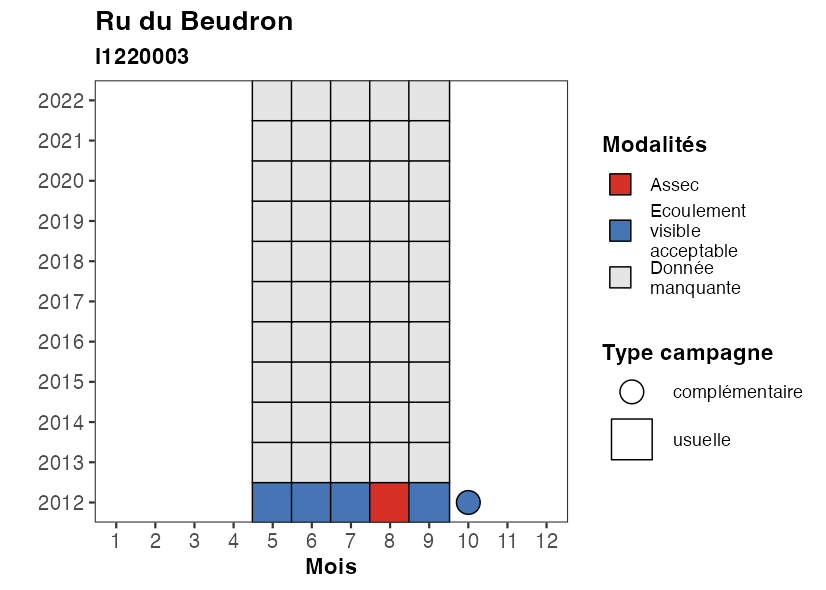 Ru du Beudron
I1220003
2022
2021
2020
2019
2018
2017
2016
2015
2014
2013
2012
1 2 3 4 5 6 7 8 9 10 11 12
Mois
Modalités
Assec
Ecoulement
visible
acceptable
Donnée
manquante
Type campagne
complémentaire
usuelle